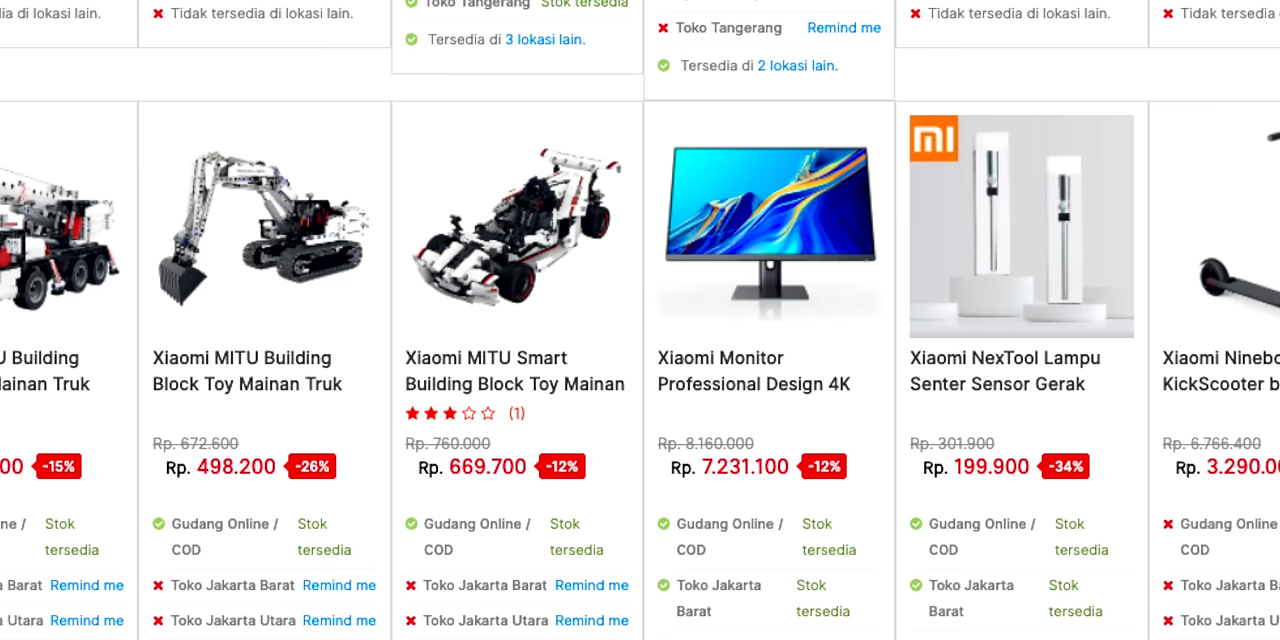 ia di lokasi lain.
Tidak tersedia di lokasi lain.
Toko Tangerang Stok tersedia
Tersedia di 3 lokasi lain.
Toko Tangerang Remind me
Tersedia di 2 lokasi lain.
Tidak tersedia di lokasi lain.
Tidak tersedia
mi
U Building
Mainan Truk
00 -15%
ne / Stok
tersedia
a Barat Remind me
a Utara Remind me
Xiaomi MITU Building
Block Toy Mainan Truk
Rp. 672.600
Rp. 498.200 -26%
Gudang Online / Stok
COD tersedia
Toko Jakarta Barat Remind me
Toko Jakarta Utara Remind me
Xiaomi MITU Smart
Building Block Toy Mainan
(1)
Rp. 760.000
Rp. 669.700 -12%
Gudang Online / Stok
COD tersedia
Toko Jakarta Barat Remind me
Toko Jakarta Utara Remind me
Xiaomi Monitor
Professional Design 4K
Rp. 8.160.000
Rp. 7.231.100 -12%
Gudang Online / Stok
COD tersedia
Toko Jakarta Stok
Barat tersedia
Xiaomi NexTool Lampu
Senter Sensor Gerak
Rp. 301.900
Rp. 199.900 -34%
Gudang Online / Stok
COD tersedia
Toko Jakarta Stok
Barat tersedia
Xiaomi Ninebo
KickScooter b
Rp. 6.766.400
Rp. 3.290.00
Gudang Online
COD
Toko Jakarta Ba
Toko Jakarta U